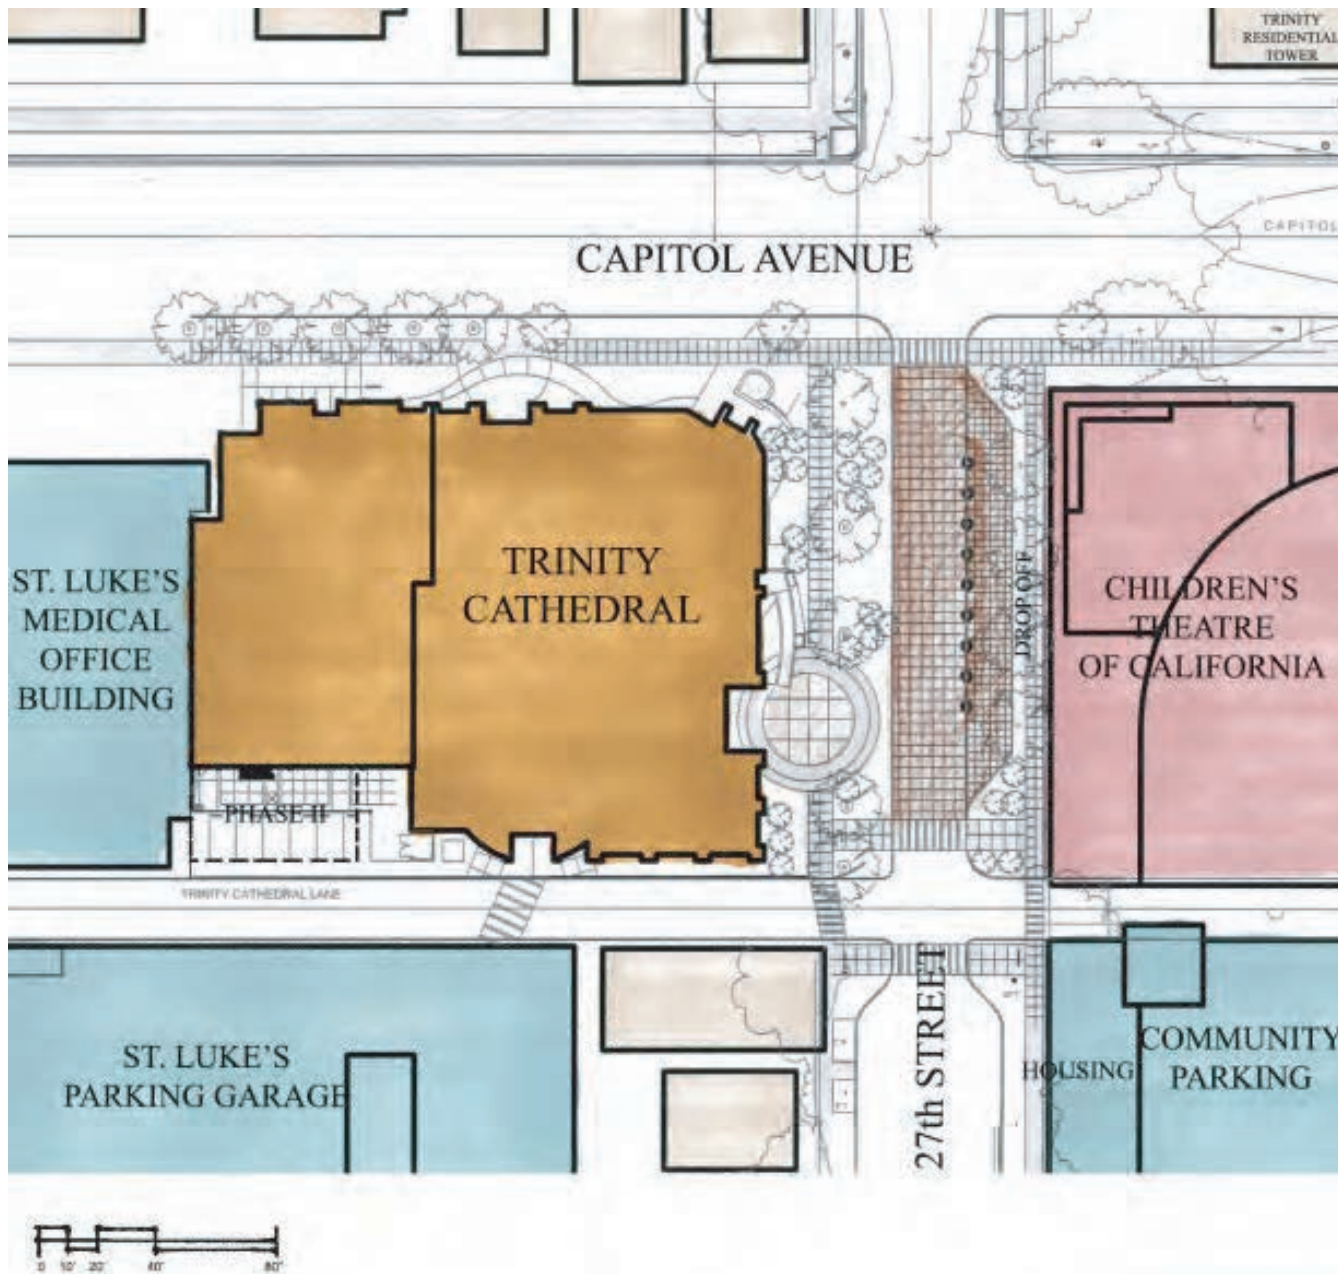 TRINITY
RESIDENTIAL
TOWER
CAPITOL
CAPITOL AVENUE
TRINITY
CATHEDRAL
ST. LUKE'S
MEDICAL
OFFICE
BUILDING
DROP OFF
CHILDREN'S
THEATRE
OF CALIFORNIA
PHASE II
TRINITY CATHEDRAL LANE
27th STREET
ST. LUKE'S
PARKING GARAGE
HOUSING
COMMUNITY
PARKING
0 10' 20' 40' 80'